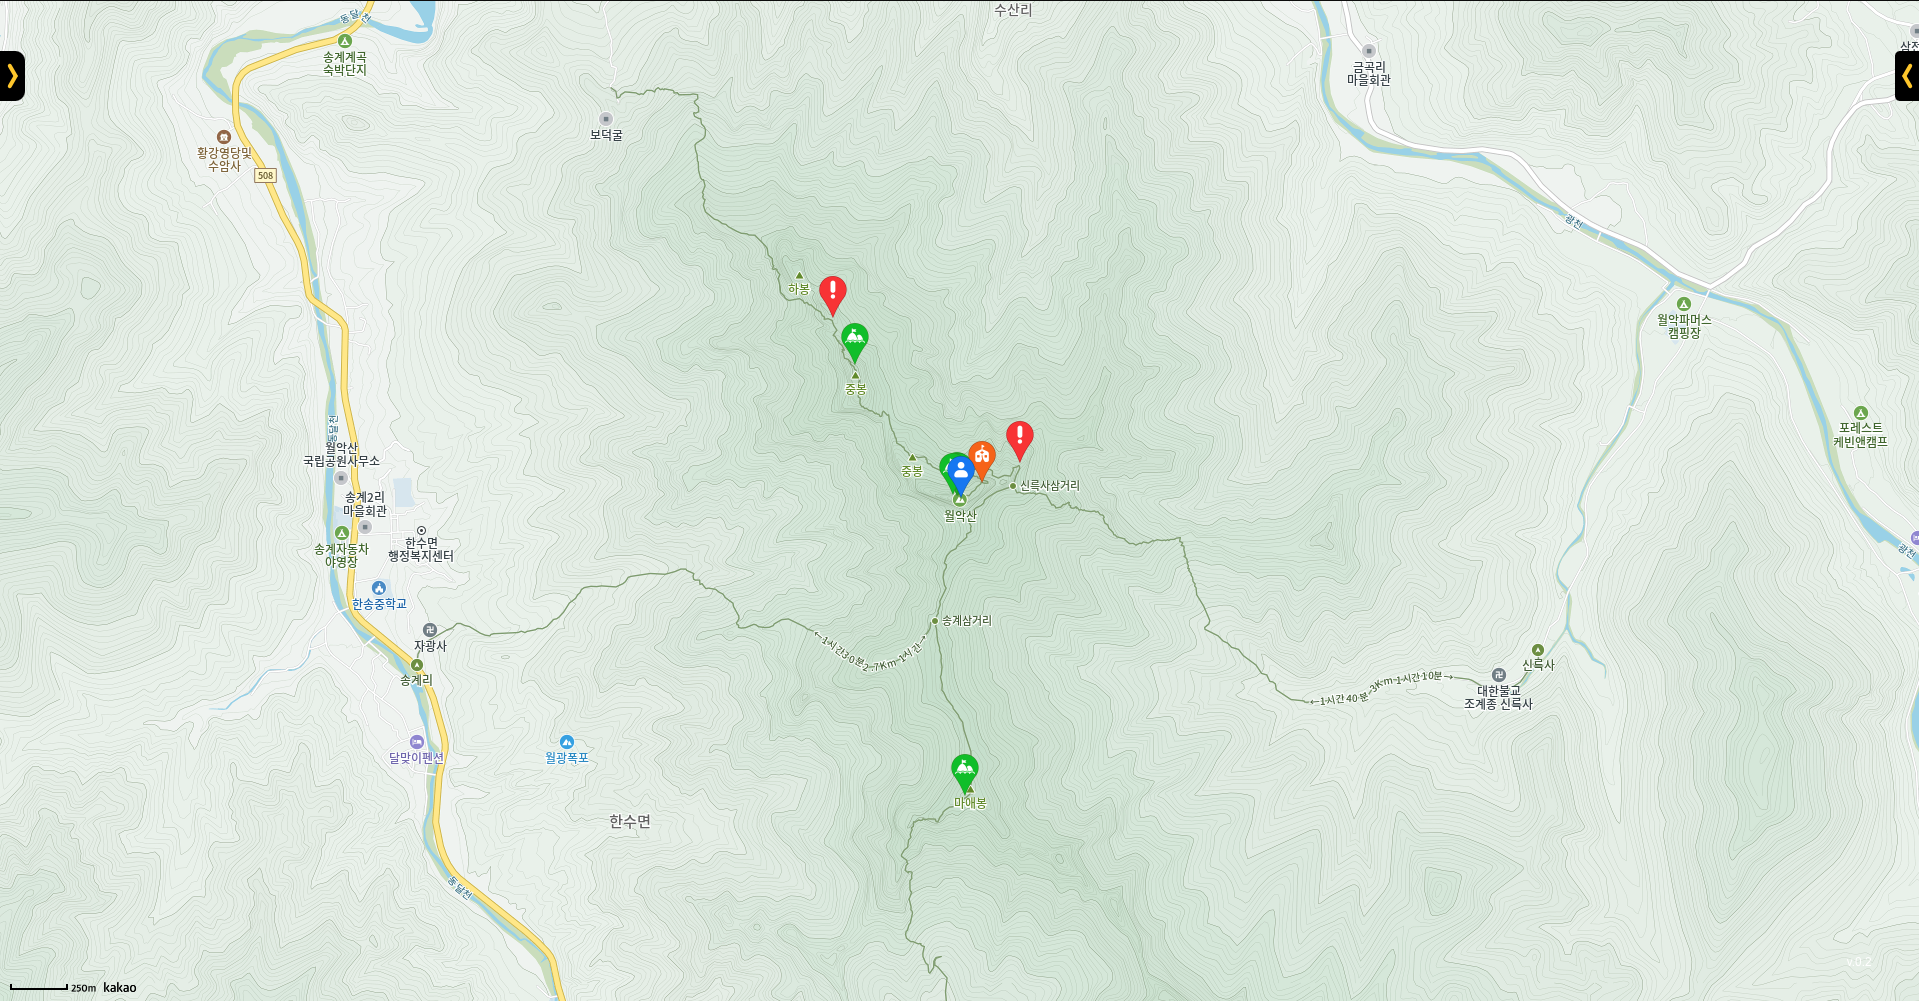 수산리
동달천
송계계곡
숙박단지
금곡리
마을회관
보덕굴
황강영당및
수암사
508
광천
하봉
월악파머스
캠핑장
중봉
동달천
포레스트
케빈앤캠프
월악산
국립공원사무소
중봉
신륵사삼거리
송계2리
마을회관
월악산
한수면
행정복지센터
송계자동차
야영장
광천
한송중학교
송계삼거리
자광사
←1시간30분-2.7Km-1시간→
신륵사
송계리
←1시간40분-3Km-1시간10분→
대한불교
조계종 신륵사
달맞이펜션
월광폭포
마애봉
한수면
동달천
v0.2
250m
kakao